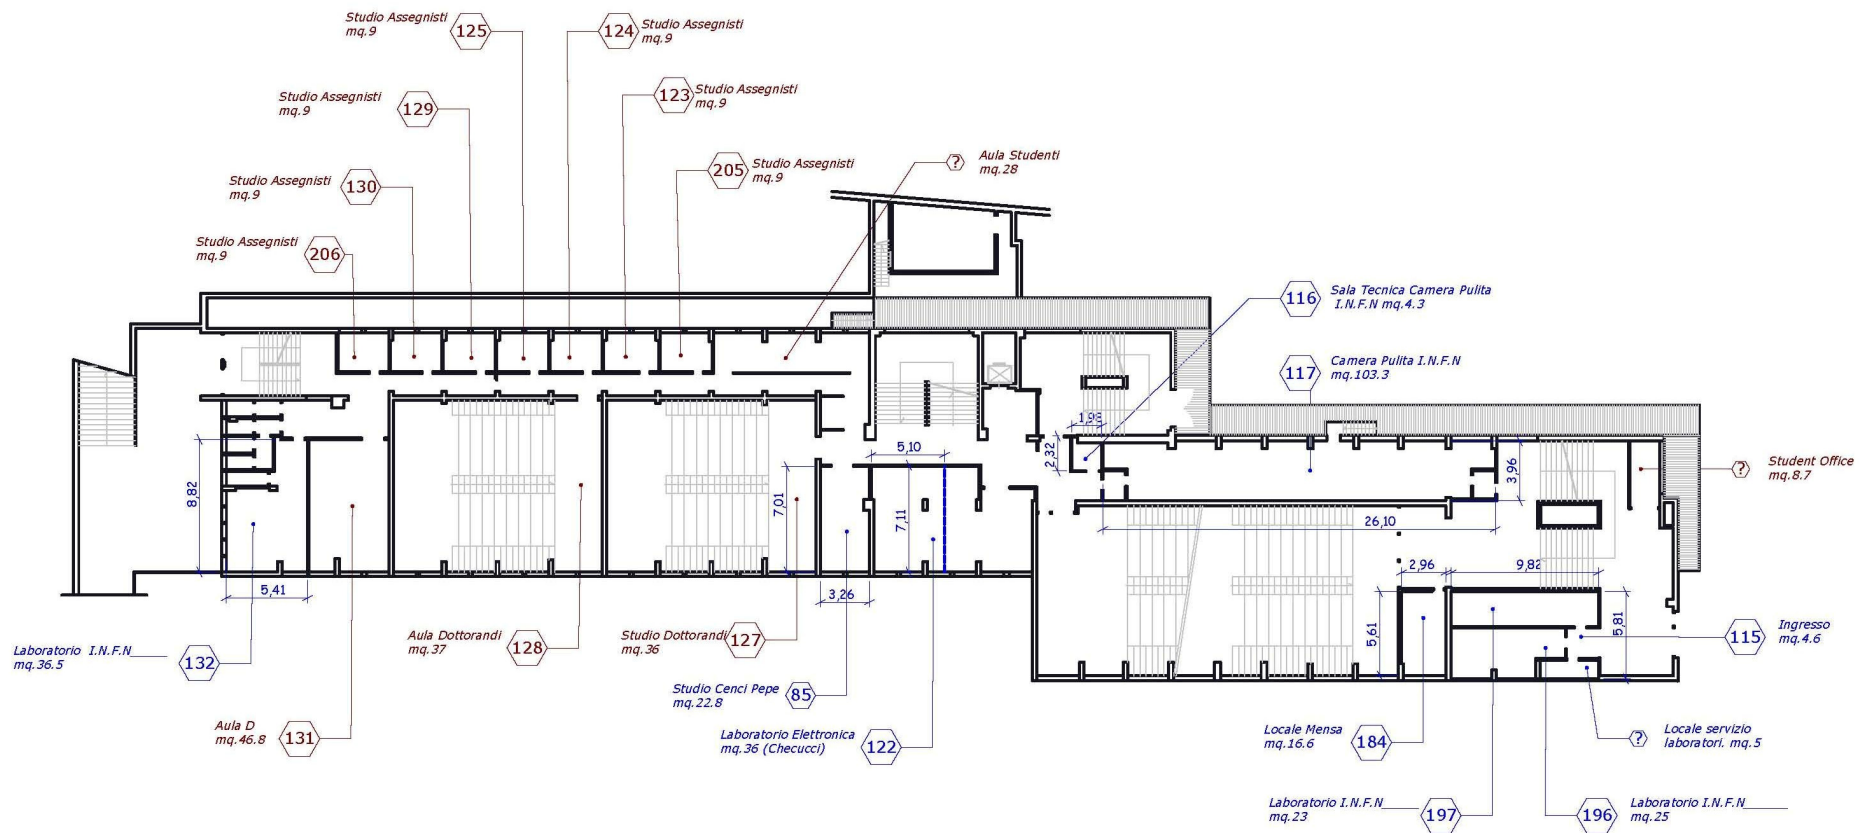 Studio Assegnisti
mq.9
125
124
Studio Assegnisti
mq.9
Studio Assegnisti
mq.9
129
123
Studio Assegnisti
mq.9
Studio Assegnisti
mq.9
130
205
Studio Assegnisti
mq.9
?
Aula Studenti
mq.28
Studio Assegnisti
mq.9
206
116
Sala Tecnica Camera Pulita
I.N.F.N mq.4.3
117
Camera Pulita I.N.F.N
mq.103.3
1,93
2,32
5,10
3,96
8,82
7,01
7,11
26,10
?
Student Office
mq.8.7
5,41
3,26
2,96
9,82
5,61
5,81
Laboratorio I.N.F.N
mq.36.5
132
Aula Dottorandi
mq.37
128
Studio Dottorandi
mq.36
127
115
Ingresso
mq.4.6
Studio Cenci Pepe
mq.22.8
85
Aula D
mq.46.8
131
Laboratorio Elettronica
mq.36 (Checucci)
122
Locale Mensa
mq.16.6
184
?
Locale servizio
laboratori. mq.5
Laboratorio I.N.F.N
mq.23
197
196
Laboratorio I.N.F.N
mq.25